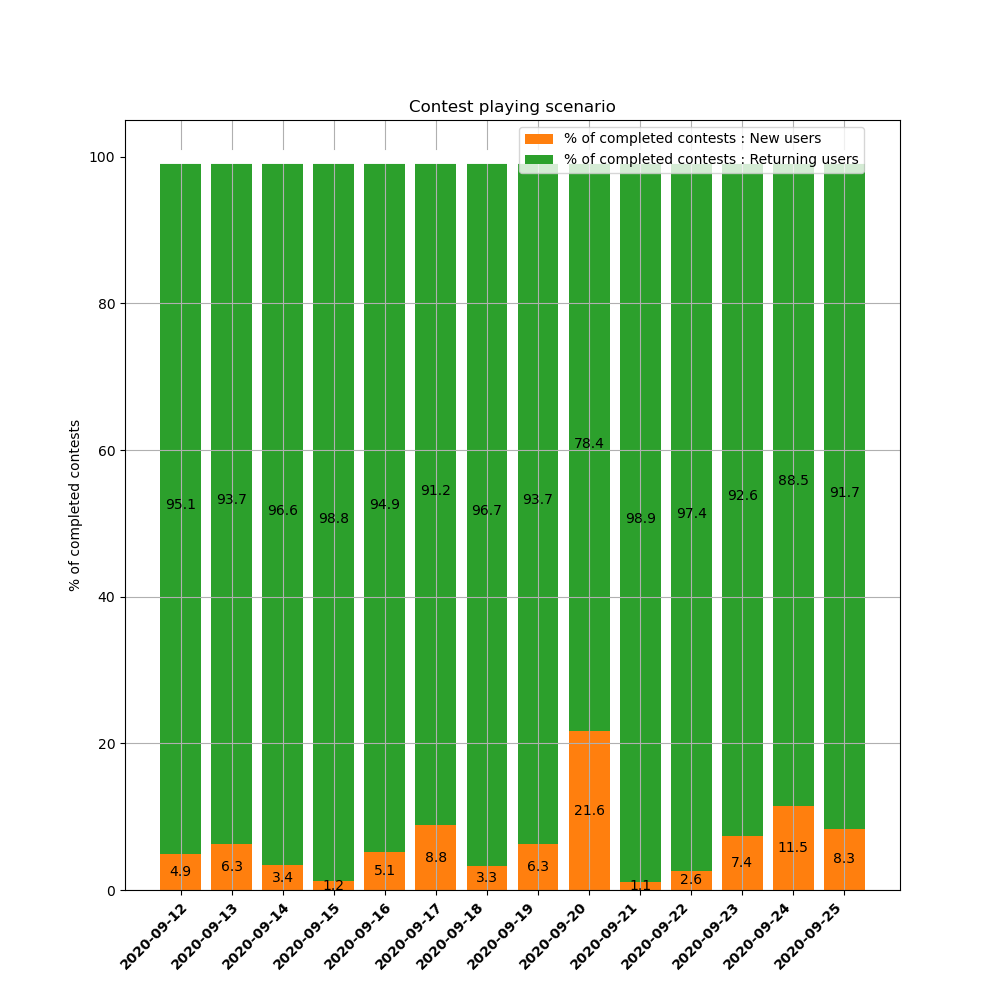 Contest playing scenario
% of completed contests : New users
% of completed contests : Returning users
% of completed contests
100
80
60
40
20
0
95.1 93.7 96.6 98.8 94.9 91.2 96.7 93.7 78.4 98.9 97.4 92.6 88.5 91.7
4.9 6.3 3.4 1.2 5.1 8.8 3.3 6.3 21.6 1.1 2.6 7.4 11.5 8.3
2020-09-12 2020-09-13 2020-09-14 2020-09-15 2020-09-16 2020-09-17 2020-09-18 2020-09-19 2020-09-20 2020-09-21 2020-09-22 2020-09-23 2020-09-24 2020-09-25